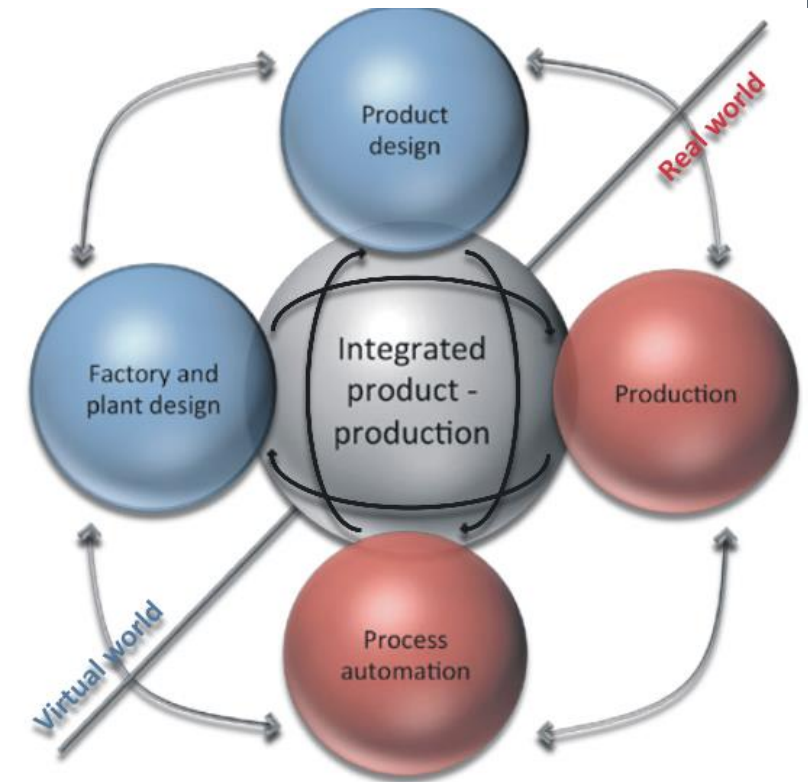 Product
design
Real world
Factory and
plant design
Integrated
product -
production
Production
Virtual world
Process
automation